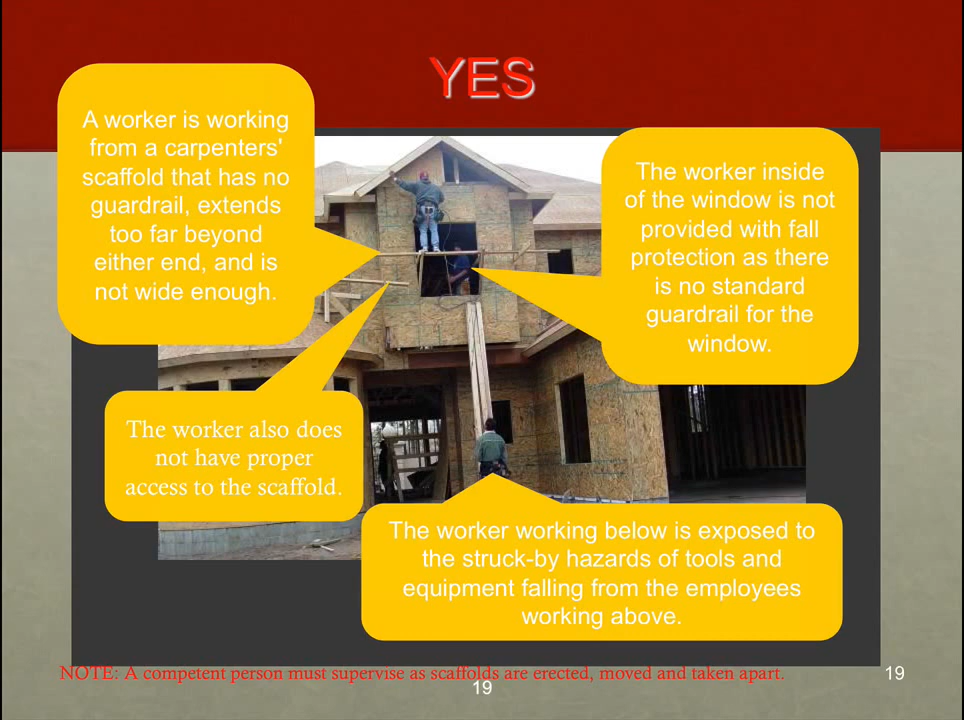 YES
A worker is working
from a carpenters'
scaffold that has no
guardrail, extends
too far beyond
either end, and is
not wide enough.
The worker inside
of the window is not
provided with fall
protection as there
is no standard
guardrail for the
window.
The worker also does
not have proper
access to the scaffold.
The worker working below is exposed to
the struck-by hazards of tools and
equipment falling from the employees
working above.
NOTE: A competent person must supervise as scaffolds are erected, moved and taken apart.
19
19